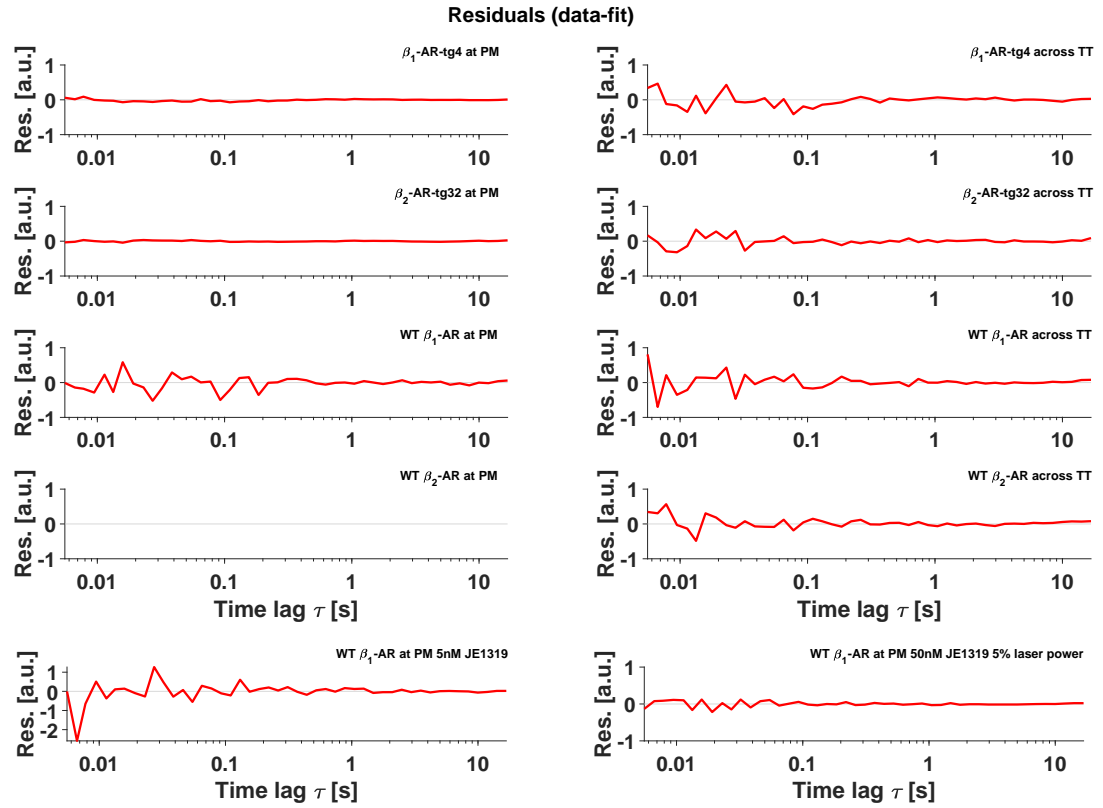 Residuals (data-fit)
β1-AR-tg4 at PM
Res. [a.u.]
1
0
-1
0.01 0.1 1 10
β1-AR-tg4 across TT
Res. [a.u.]
1
0
-1
0.01 0.1 1 10
β2-AR-tg32 at PM
Res. [a.u.]
1
0
-1
0.01 0.1 1 10
β2-AR-tg32 across TT
Res. [a.u.]
1
0
-1
0.01 0.1 1 10
WT β1-AR at PM
Res. [a.u.]
1
0
-1
0.01 0.1 1 10
WT β1-AR across TT
Res. [a.u.]
1
0
-1
0.01 0.1 1 10
WT β2-AR at PM
Res. [a.u.]
1
0
-1
0.01 0.1 1 10
Time lag τ [s]
WT β2-AR across TT
Res. [a.u.]
1
0
-1
0.01 0.1 1 10
Time lag τ [s]
WT β1-AR at PM 5nM JE1319
Res. [a.u.]
1
0
-1
-2
0.01 0.1 1 10
Time lag τ [s]
WT β1-AR at PM 50nM JE1319 5% laser power
Res. [a.u.]
1
0
-1
0.01 0.1 1 10
Time lag τ [s]